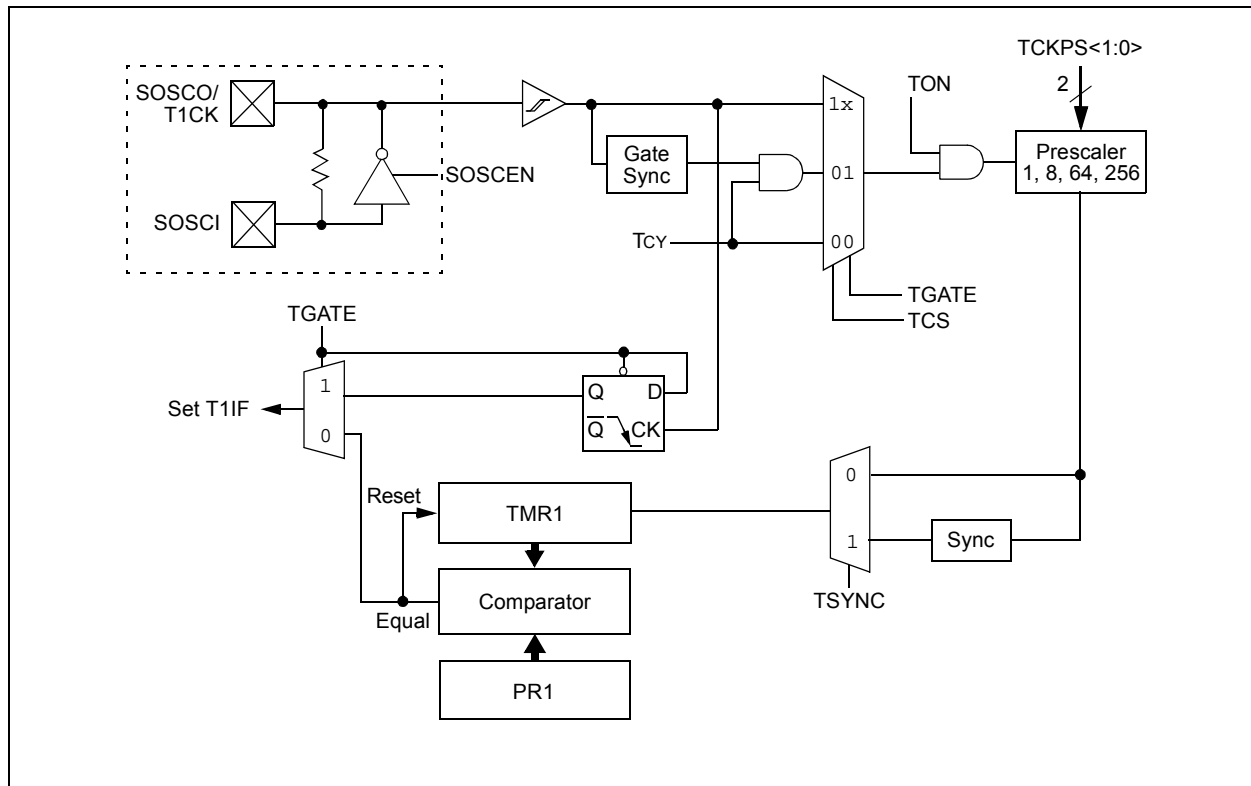 TCKPS<1:0>
2
SOSCO/
T1CK
1x
TON
Gate
Sync
Prescaler
1, 8, 64, 256
SOSCEN
01
SOSCI
TCY
00
TGATE
TCS
TGATE
1
Q
D
Set T1IF
0
Q
CK
Reset
TMR1
0
1
Sync
Comparator
Equal
TSYNC
PR1